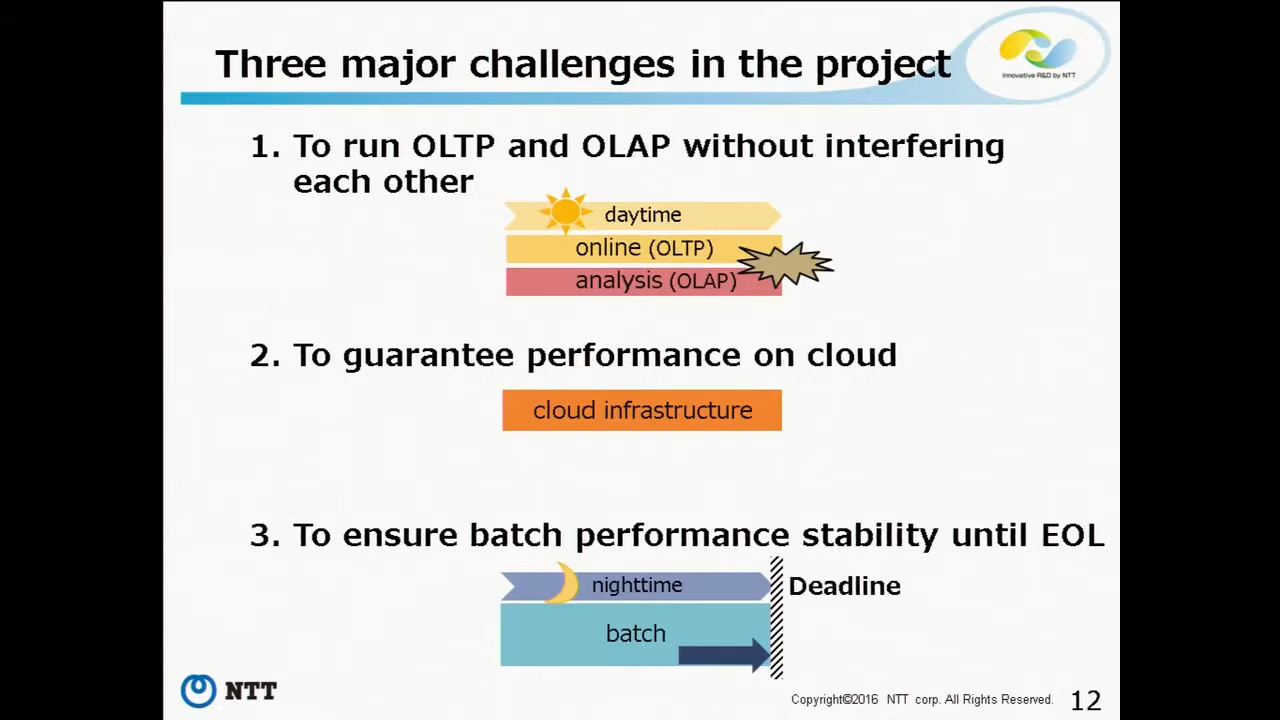 Three major challenges in the project
Innovative R&D by NTT
1. To run OLTP and OLAP without interfering
each other
daytime
online (OLTP)
analysis (OLAP)
2. To guarantee performance on cloud
cloud infrastructure
3. To ensure batch performance stability until EOL
nighttime
Deadline
batch
NTT
Copyright©2016 NTT corp. All Rights Reserved.
12